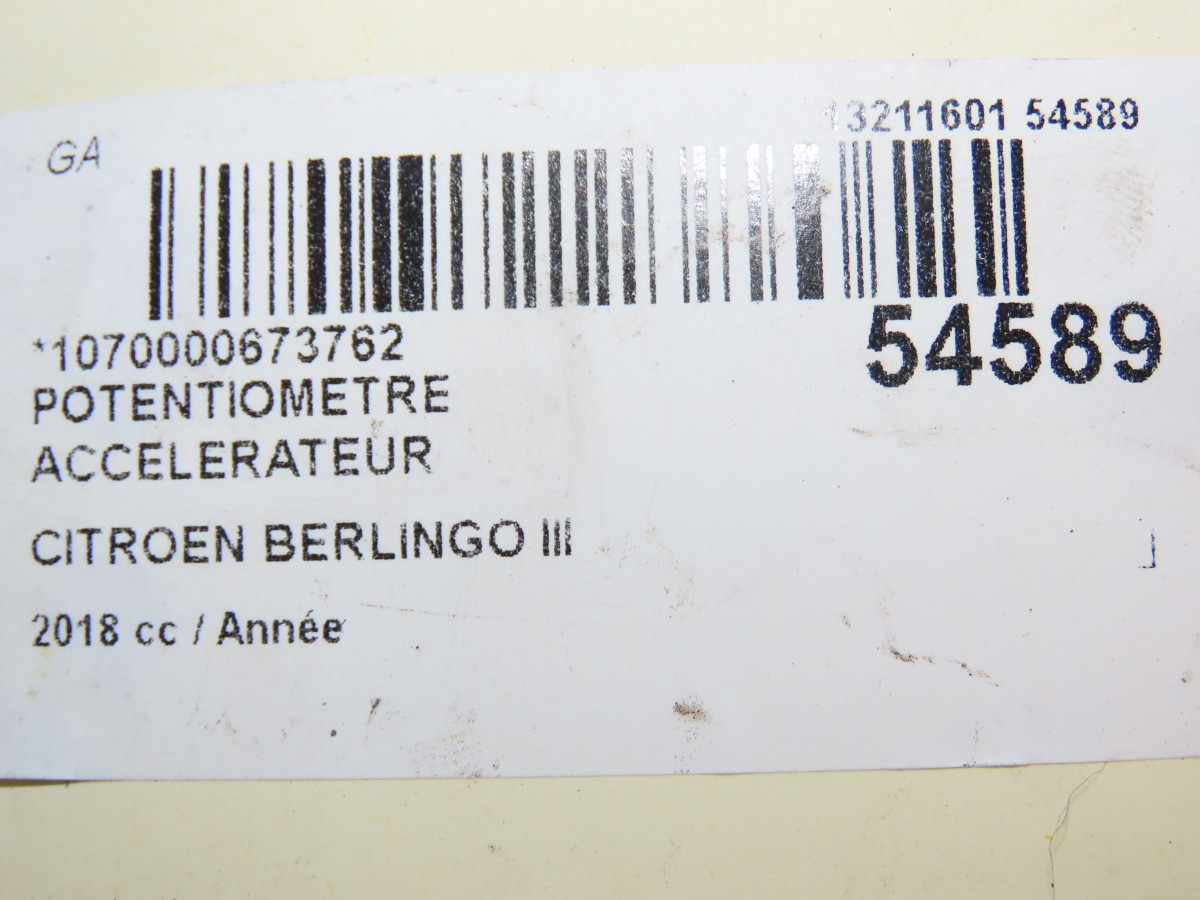 13211601 54589
GA
*1070000673762
54589
POTENTIOMETRE
ACCELERATEUR
CITROEN BERLINGO III
2018 cc / Année